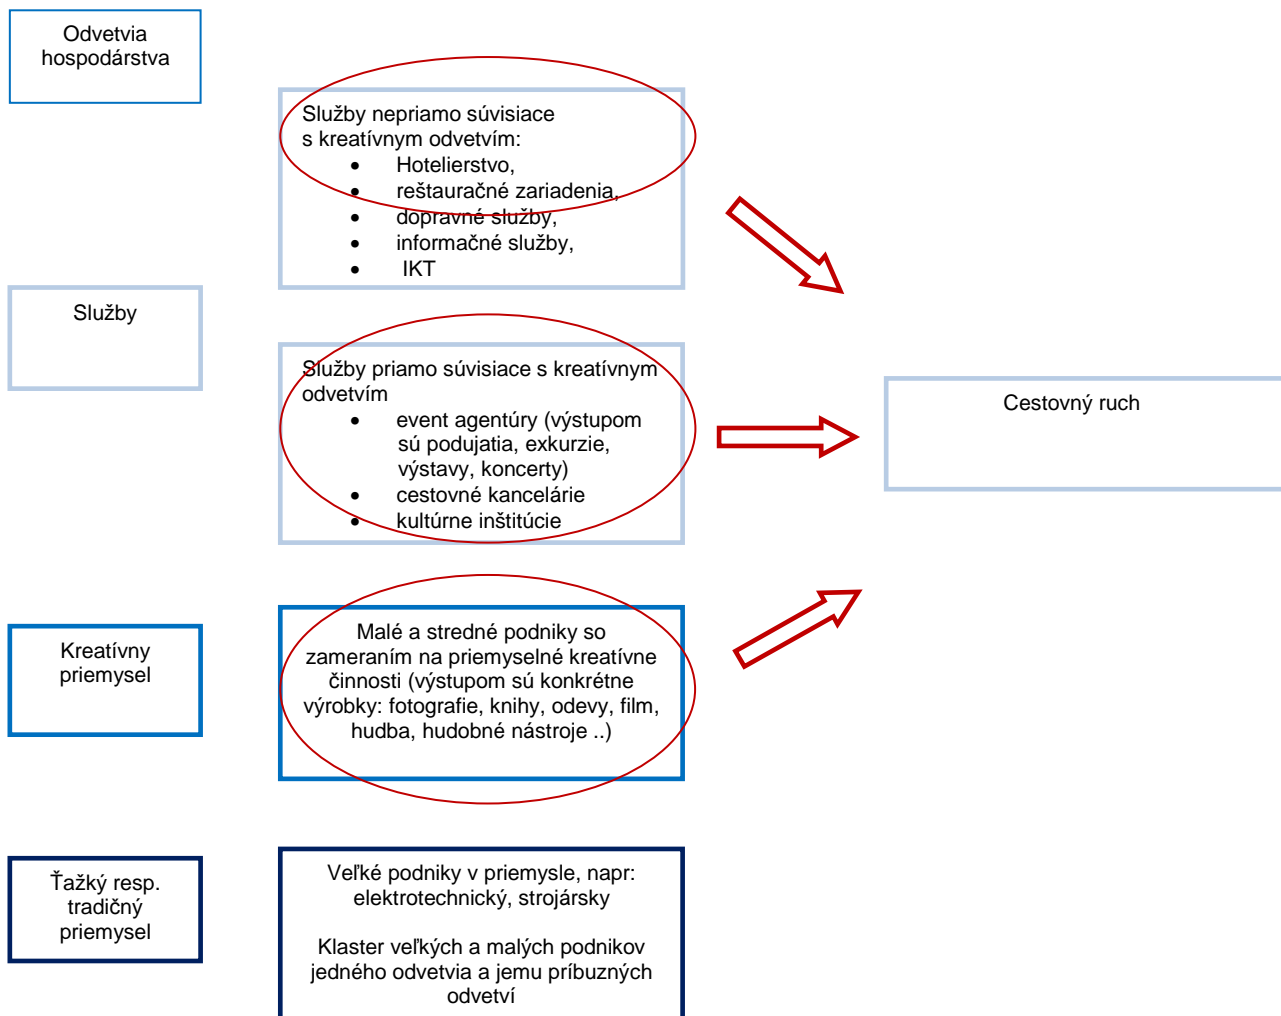 Odvetvia
hospodárstva
Služby nepriamo súvisiace
s kreatívnym odvetvím:
• Hotelierstvo,
• reštauračné zariadenia,
• dopravné služby,
• informačné služby,
• IKT
Služby
Služby priamo súvisiace s kreatívnym
odvetvím
• event agentúry (výstupom
sú podujatia, exkurzie,
výstavy, koncerty)
• cestovné kancelárie
• kultúrne inštitúcie
Cestovný ruch
Kreatívny
priemysel
Malé a stredné podniky so
zameraním na priemyselné kreatívne
činnosti (výstupom sú konkrétne
výrobky: fotografie, knihy, odevy, film,
hudba, hudobné nástroje ..)
Ťažký resp.
tradičný
priemysel
Veľké podniky v priemysle, napr:
elektrotechnický, strojársky
Klaster veľkých a malých podnikov
jedného odvetvia a jemu príbuzných
odvetví